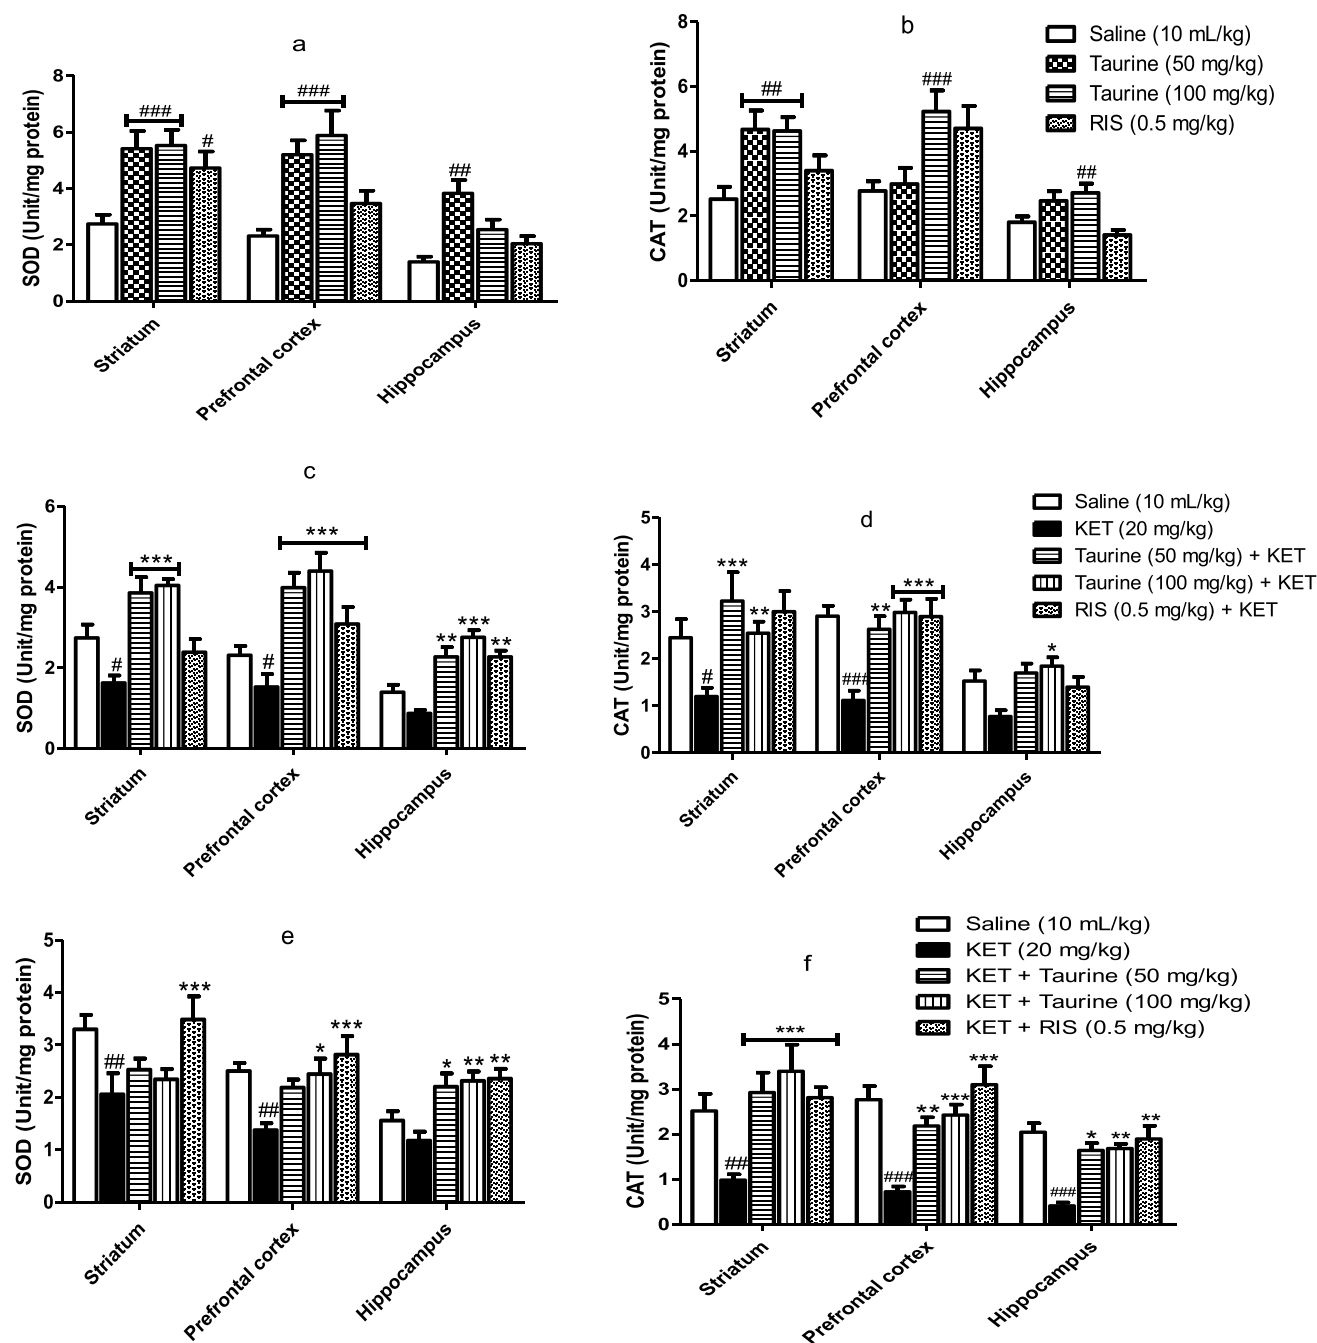 a
SOD (Unit/mg protein)
8
6
4
2
0
###
#
###
##
Striatum
Prefrontal cortex
Hippocampus
b
CAT (Unit/mg protein)
8
6
4
2
0
##
###
##
Striatum
Prefrontal cortex
Hippocampus
Saline (10 mL/kg)
Taurine (50 mg/kg)
Taurine (100 mg/kg)
RIS (0.5 mg/kg)
c
SOD (Unit/mg protein)
6
4
2
0
#
***
#
***
**
***
**
Striatum
Prefrontal cortex
Hippocampus
d
CAT (Unit/mg protein)
5
4
3
2
1
0
#
***
**
###
**
***
*
Striatum
Prefrontal cortex
Hippocampus
Saline (10 mL/kg)
KET (20 mg/kg)
Taurine (50 mg/kg) + KET
Taurine (100 mg/kg) + KET
RIS (0.5 mg/kg) + KET
e
SOD (Unit/mg protein)
5
4
3
2
1
0
##
***
##
*
***
*
**
**
Striatum
Prefrontal cortex
Hippocampus
f
CAT (Unit/mg protein)
5
4
3
2
1
0
##
***
###
**
***
***
###
*
**
**
Striatum
Prefrontal cortex
Hippocampus
Saline (10 mL/kg)
KET (20 mg/kg)
KET + Taurine (50 mg/kg)
KET + Taurine (100 mg/kg)
KET + RIS (0.5 mg/kg)